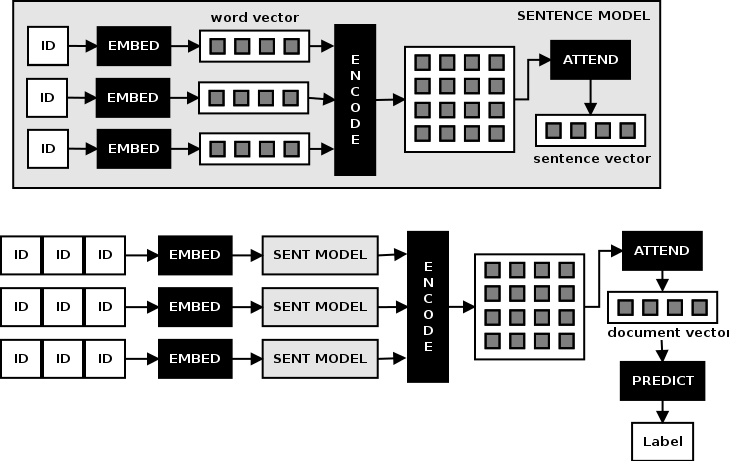 word vector
SENTENCE MODEL
ID EMBED
ID EMBED
ID EMBED
ENCODE
ATTEND
sentence vector
ID ID ID EMBED SENT MODEL
ID ID ID EMBED SENT MODEL
ID ID ID EMBED SENT MODEL
ENCODE
ATTEND
document vector
PREDICT
Label